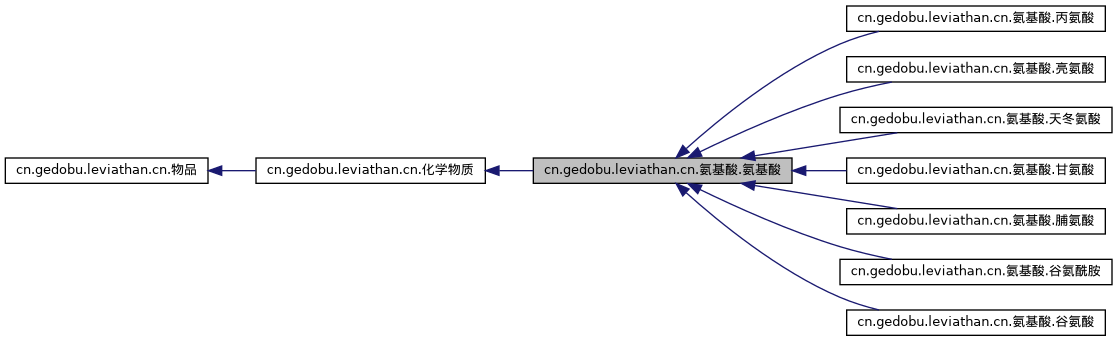 cn.gedobu.leviathan.cn.物品
cn.gedobu.leviathan.cn.化学物质
cn.gedobu.leviathan.cn.氨基酸.氨基酸
cn.gedobu.leviathan.cn.氨基酸.丙氨酸
cn.gedobu.leviathan.cn.氨基酸.亮氨酸
cn.gedobu.leviathan.cn.氨基酸.天冬氨酸
cn.gedobu.leviathan.cn.氨基酸.甘氨酸
cn.gedobu.leviathan.cn.氨基酸.脯氨酸
cn.gedobu.leviathan.cn.氨基酸.谷氨酰胺
cn.gedobu.leviathan.cn.氨基酸.谷氨酸